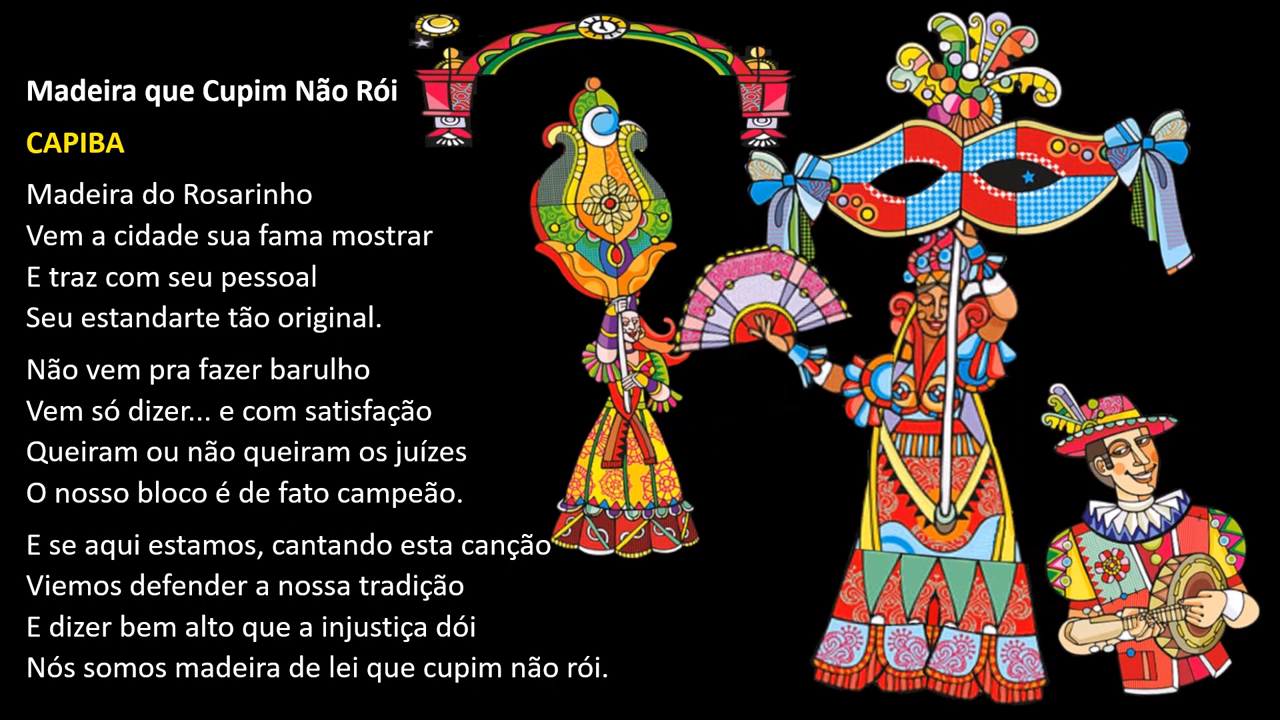 Madeira que Cupim Não Rói
CAPIBA
Madeira do Rosarinho
Vem a cidade sua fama mostrar
E traz com seu pessoal
Seu estandarte tão original.
Não vem pra fazer barulho
Vem só dizer... e com satisfação
Queiram ou não queiram os juízes
O nosso bloco é de fato campeão.
E se aqui estamos, cantando esta canção
Viemos defender a nossa tradição
E dizer bem alto que a injustiça dói
Nós somos madeira de lei que cupim não rói.